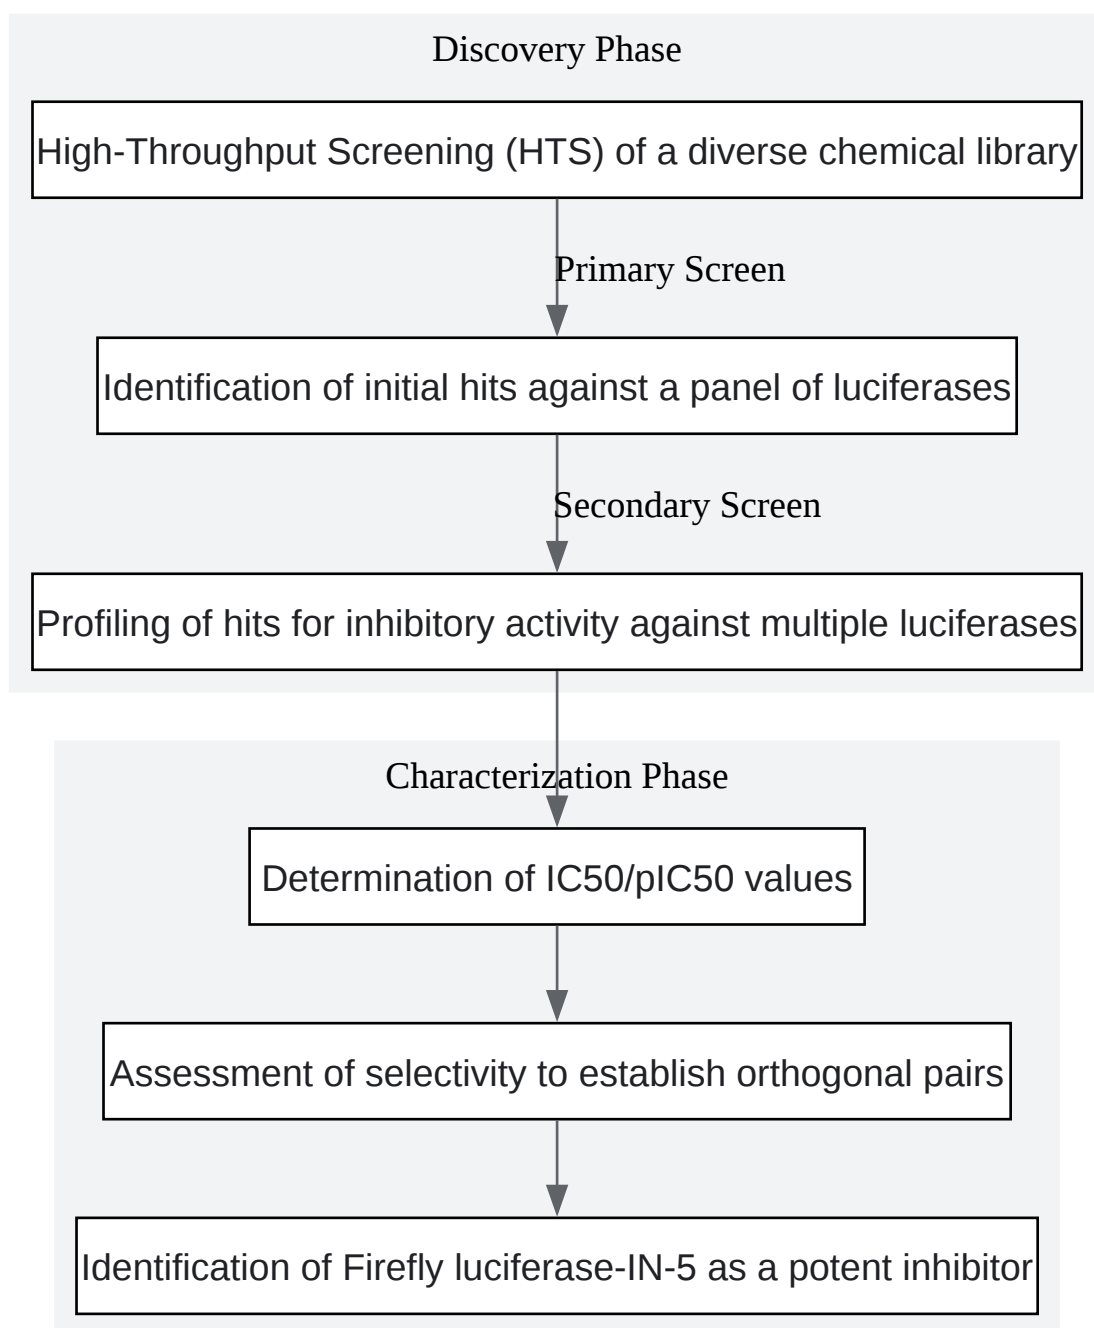 Discovery Phase
High-Throughput Screening (HTS) of a diverse chemical library
Primary Screen
Identification of initial hits against a panel of luciferases
Secondary Screen
Profiling of hits for inhibitory activity against multiple luciferases
Characterization Phase
Determination of IC50/pIC50 values
Assessment of selectivity to establish orthogonal pairs
Identification of Firefly luciferase-IN-5 as a potent inhibitor